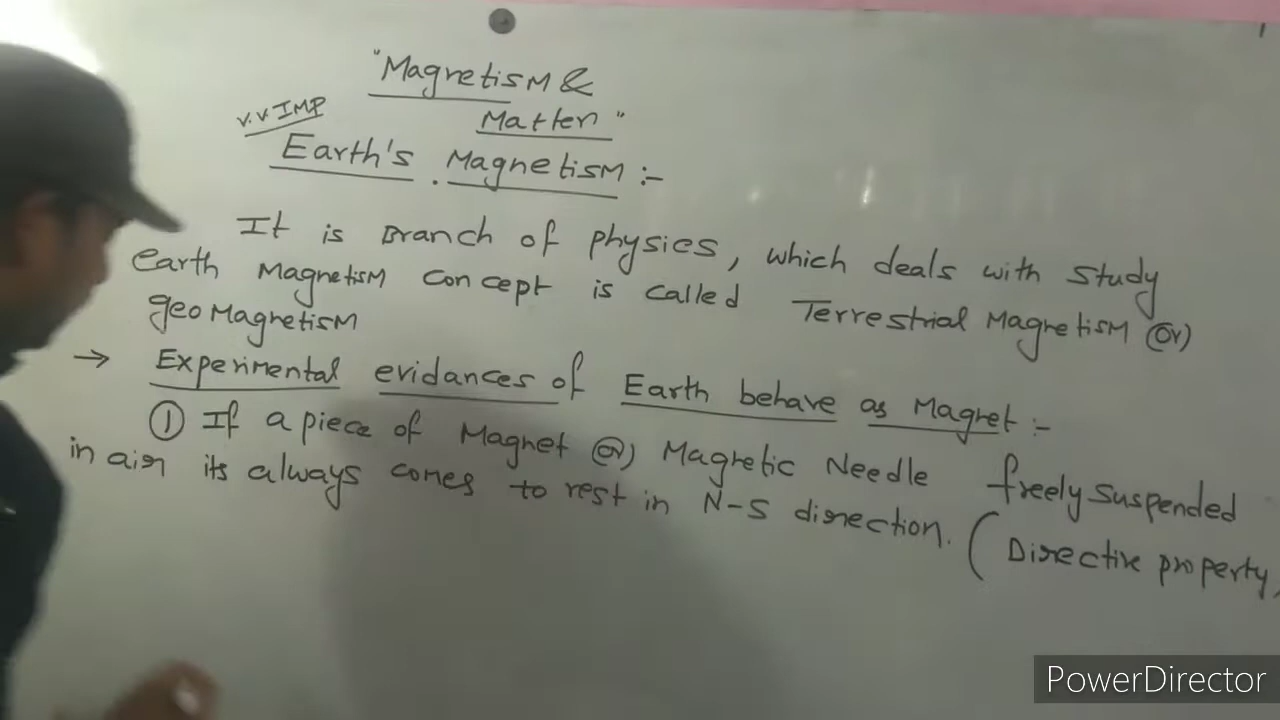 "Magnetism &
Matter"
V.V IMP
Earth's Magnetism :-
It is Branch of physics, which deals with study
earth Magnetism concept is called Terrestrial Magnetism (or)
geo Magnetism
→ Experimental evidances of Earth behave as Magnet :-
① If a piece of Magnet (or) Magnetic Needle freely suspended
in air its always comes to rest in N-S direction. (Directive property)
PowerDirector